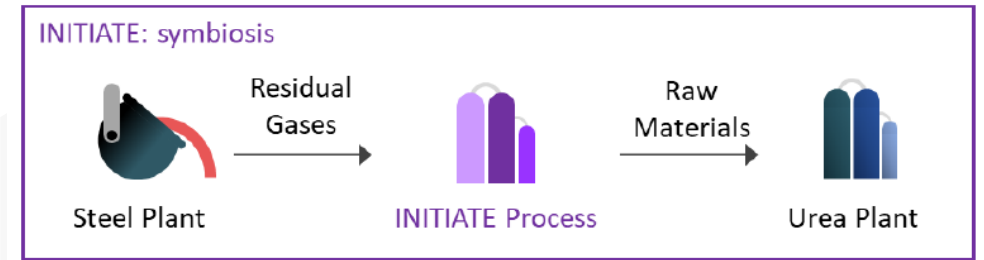 INITIATE: symbiosis
Residual
Gases
Raw
Materials
Steel Plant
INITIATE Process
Urea Plant